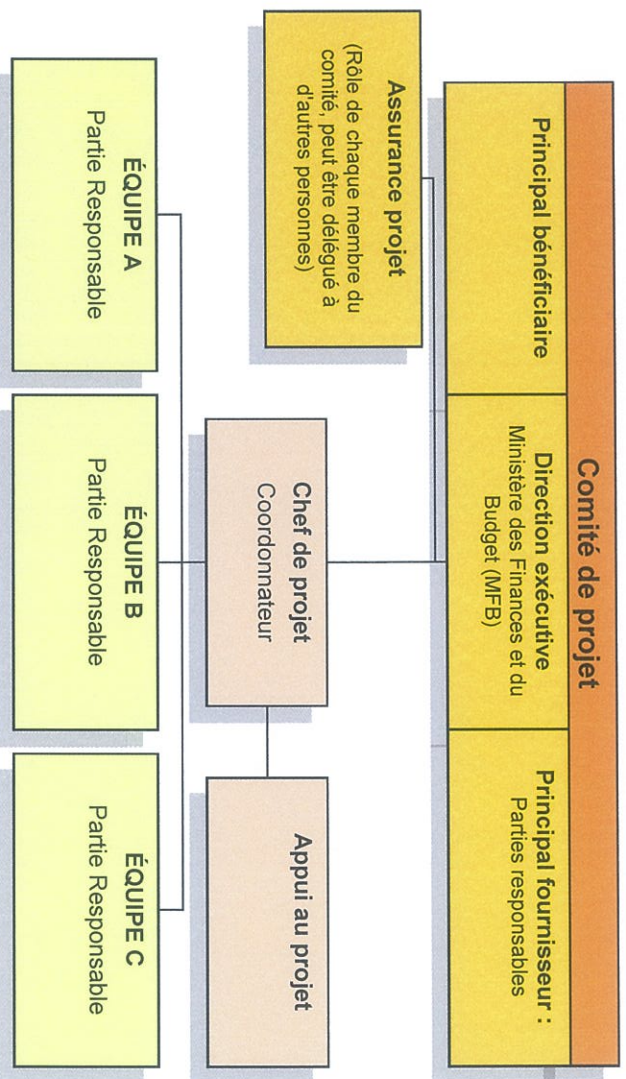 Comité de projet
Principal bénéficiaire
Direction exécutive
Ministère des Finances et du
Budget (MFB)
Principal fournisseur :
Parties responsables
Assurance projet
(Rôle de chaque membre du
comité, peut être délégué à
d'autres personnes)
Chef de projet
Coordonnateur
Appui au projet
ÉQUIPE A
Partie Responsable
ÉQUIPE B
Partie Responsable
ÉQUIPE C
Partie Responsable